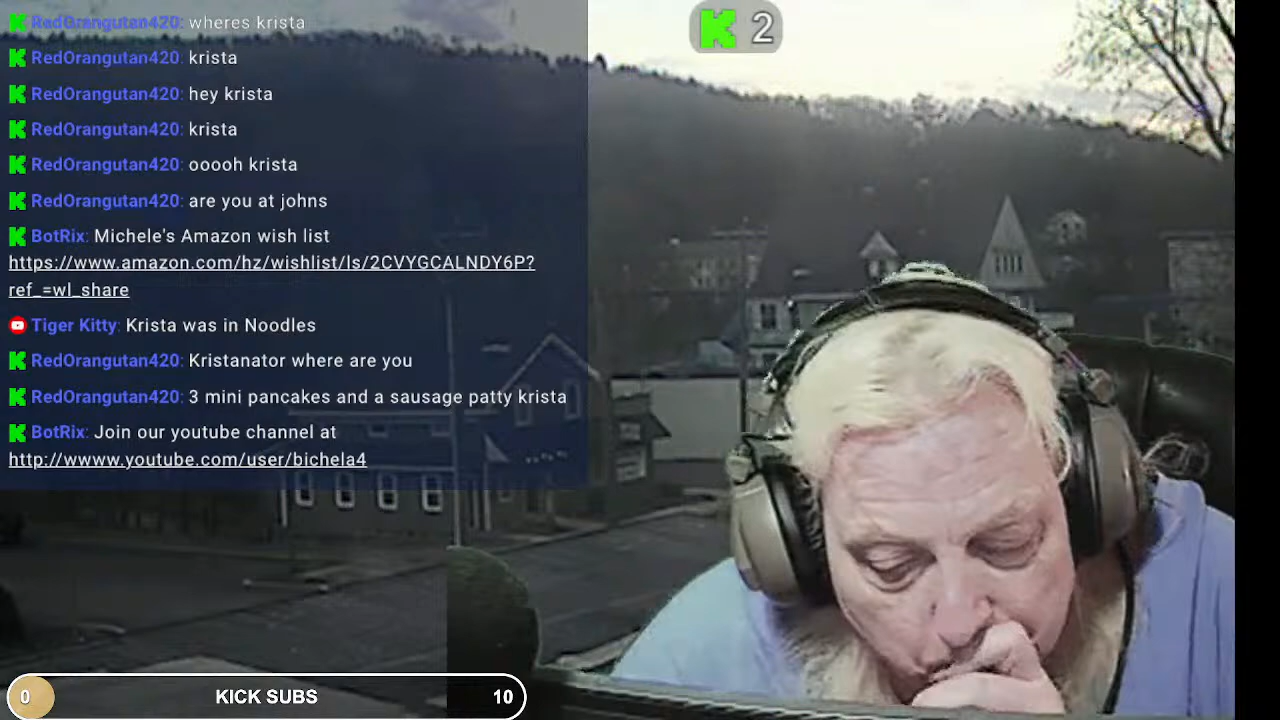 RedOrangutan420: wheres krista
K 2
RedOrangutan420: krista
RedOrangutan420: hey krista
RedOrangutan420: krista
RedOrangutan420: ooooh krista
RedOrangutan420: are you at johns
BotRix: Michele's Amazon wish list
https://www.amazon.com/hz/wishlist/ls/2CVYGCALNDY6P?
ref_=wl_share
Tiger Kitty: Krista was in Noodles
RedOrangutan420: Kristanator where are you
RedOrangutan420: 3 mini pancakes and a sausage patty krista
BotRix: Join our youtube channel at
http://wwww.youtube.com/user/bichela4
0 KICK SUBS 10